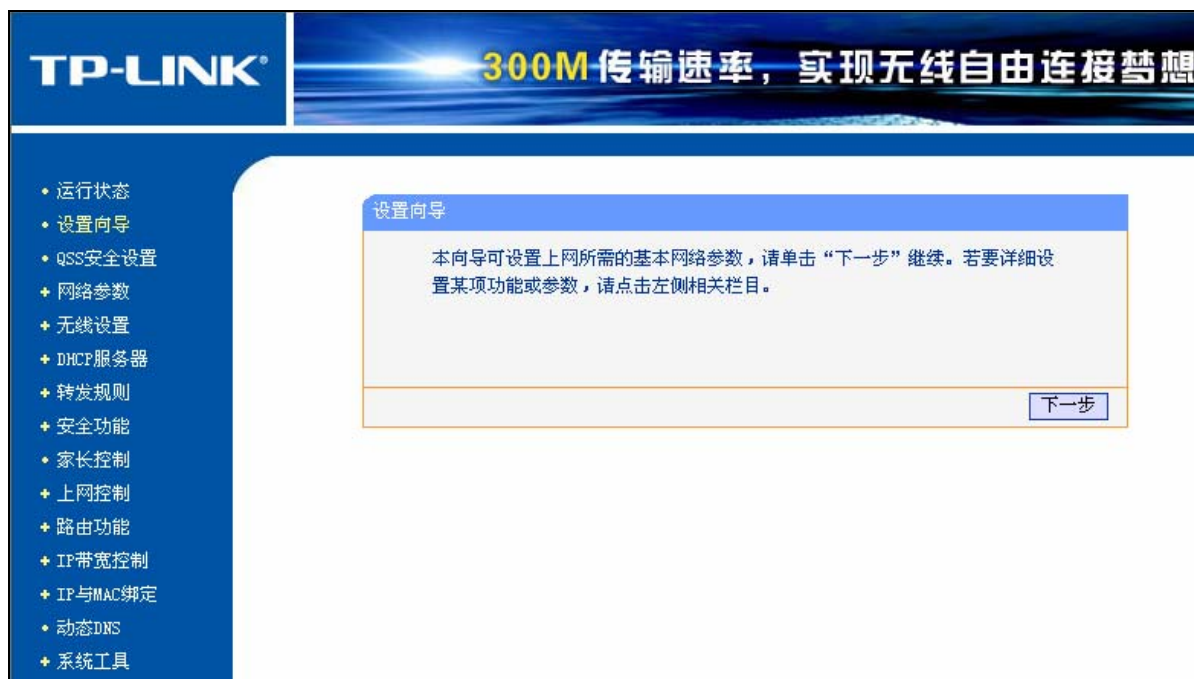 TP-LINK®
300M传输速率，实现无线自由连接梦想
运行状态
设置向导
QSS安全设置
网络参数
无线设置
DHCP服务器
转发规则
安全功能
家长控制
上网控制
路由功能
IP带宽控制
IP与MAC绑定
动态DNS
系统工具
设置向导
本向导可设置上网所需的基本网络参数，请单击“下一步”继续。若要详细设
置某项功能或参数，请点击左侧相关栏目。
下一步